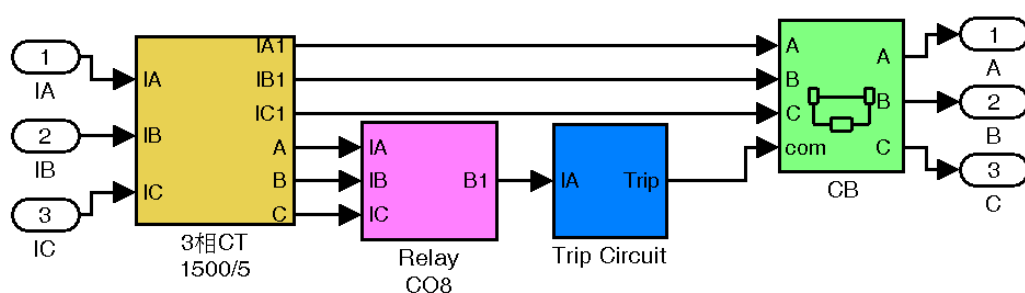 1
IA
2
IB
3
IC
IA
IB
IC
IA1
IB1
IC1
A
B
C
3相CT
1500/5
IA
IB
IC
B1
Relay
CO8
IA
Trip
Trip Circuit
A
B
C
com
A
B
C
CB
1
A
2
B
3
C